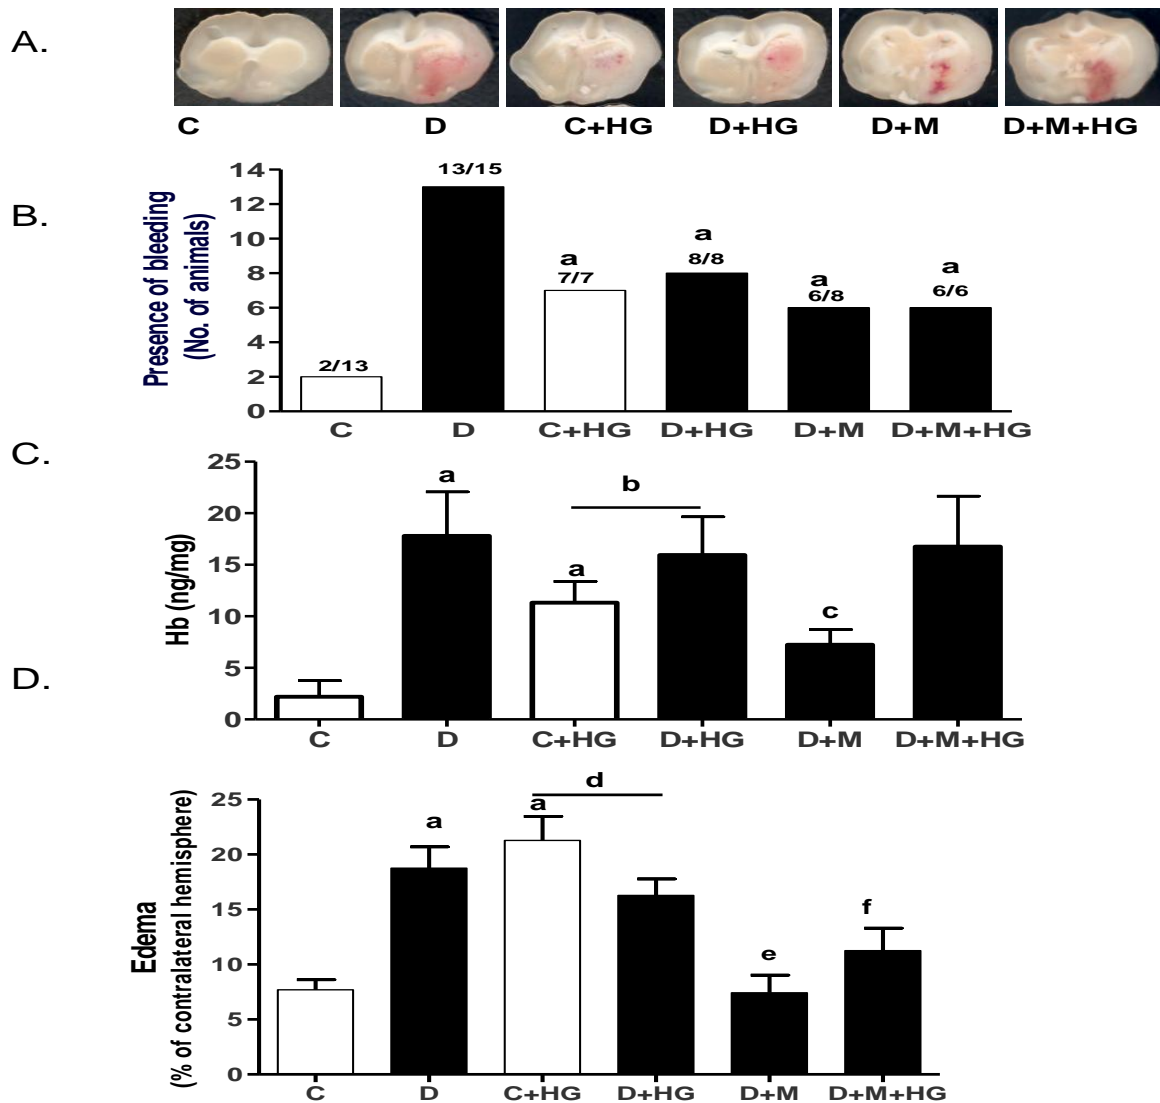 A.
C D C+HG D+HG D+M D+M+HG
B.
Presence of bleeding
(No. of animals)
14
12
10
8
6
4
2
0
2/13
13/15
a
7/7
a
8/8
a
6/8
a
6/6
C D C+HG D+HG D+M D+M+HG
C.
Hb (ng/mg)
25
20
15
10
5
0
a
a
b
c
C D C+HG D+HG D+M D+M+HG
D.
Edema
(% of contralateral hemisphere)
25
20
15
10
5
0
a
a
d
e
f
C D C+HG D+HG D+M D+M+HG